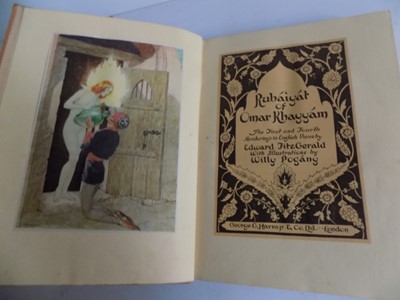 Rubáiyát
of
Omar Khayyám
The First and Fourth
Renderings in English Verse by
Edward FitzGerald
With Illustrations by
Willy Pogány
George G. Harrap & Co. Ltd. London